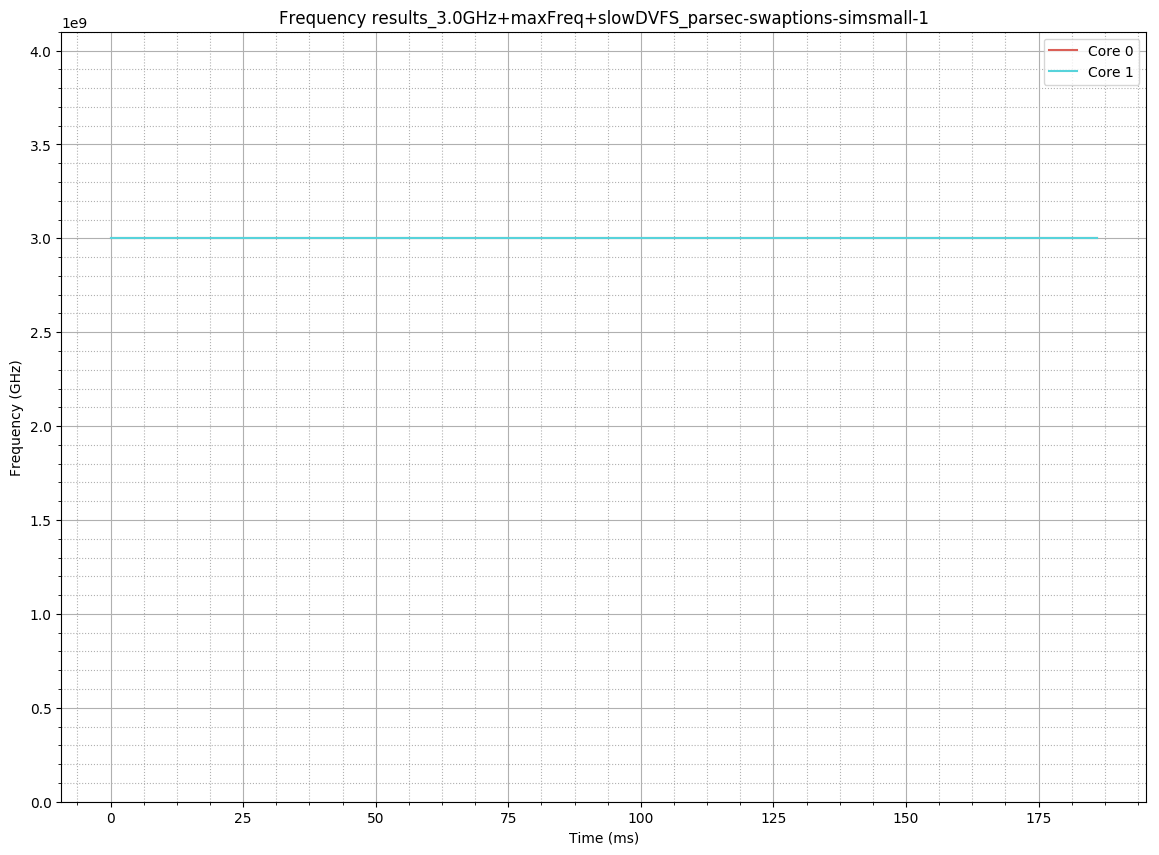 Frequency results_3.0GHz+maxFreq+slowDVFS_parsec-swaptions-simsmall-1
1e9
Core 0
Core 1
4.0
3.5
3.0
2.5
2.0
1.5
1.0
0.5
0.0
Frequency (GHz)
0 25 50 75 100 125 150 175
Time (ms)